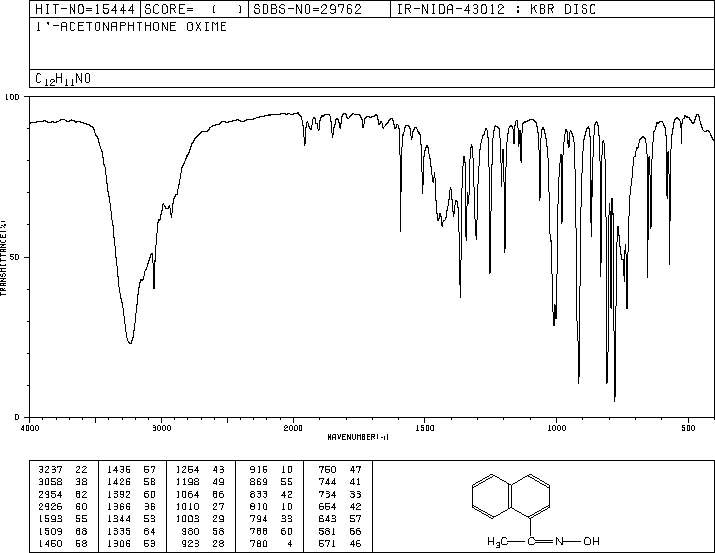 HIT-NO=15444 SCORE= ( ) SDBS-NO=29762 IR-NIDA-43012 : KBR DISC
1'-ACETONAPHTHONE OXIME
C12H11NO
100
50
0
TRANSMITTANCE(%)
4000 3000 2000 1500 1000 500
WAVENUMBER(-1)
3237 22 1436 57 1254 43 916 10 760 47
3058 38 1426 58 1198 49 869 55 744 41
2954 62 1392 60 1064 66 833 42 734 33
2926 60 1366 36 1010 27 810 10 654 42
1593 55 1344 53 1003 29 794 33 643 57
1509 68 1335 64 980 58 788 60 581 66
1450 58 1306 53 923 28 780 4 571 46
H3C-C=N-OH